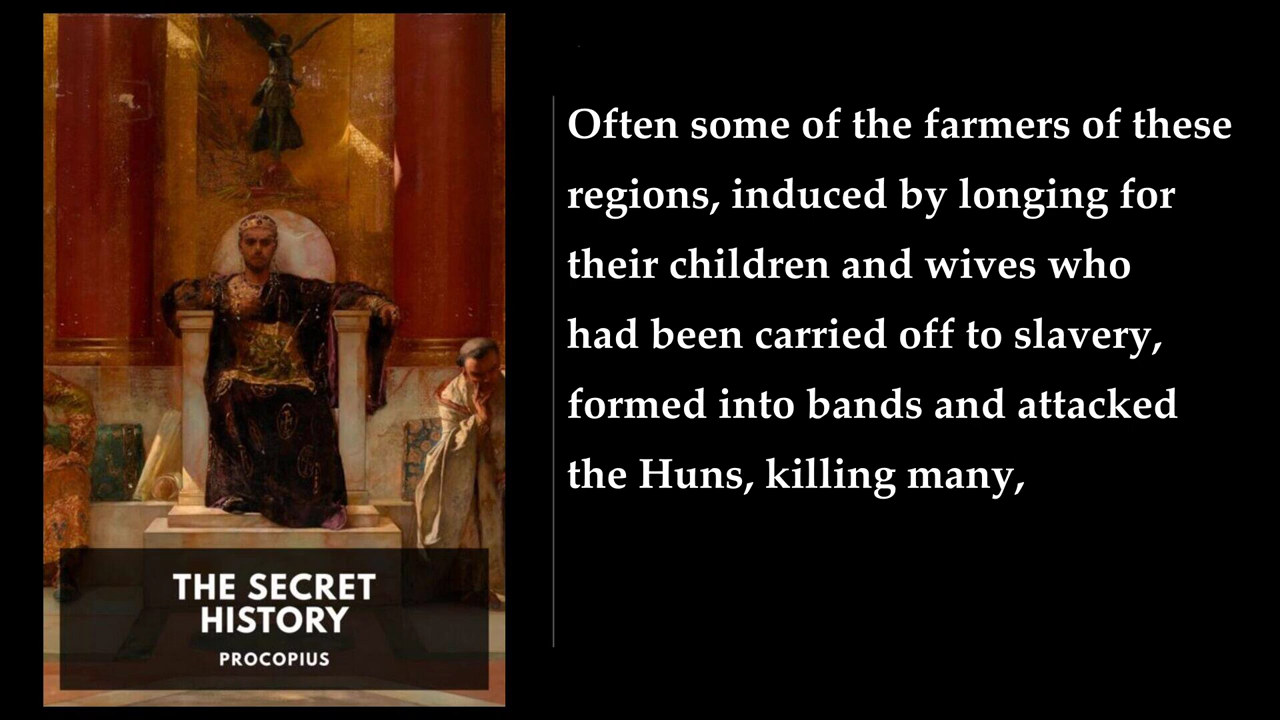 THE SECRET
HISTORY
PROCOPIUS
Often some of the farmers of these
regions, induced by longing for
their children and wives who
had been carried off to slavery,
formed into bands and attacked
the Huns, killing many,